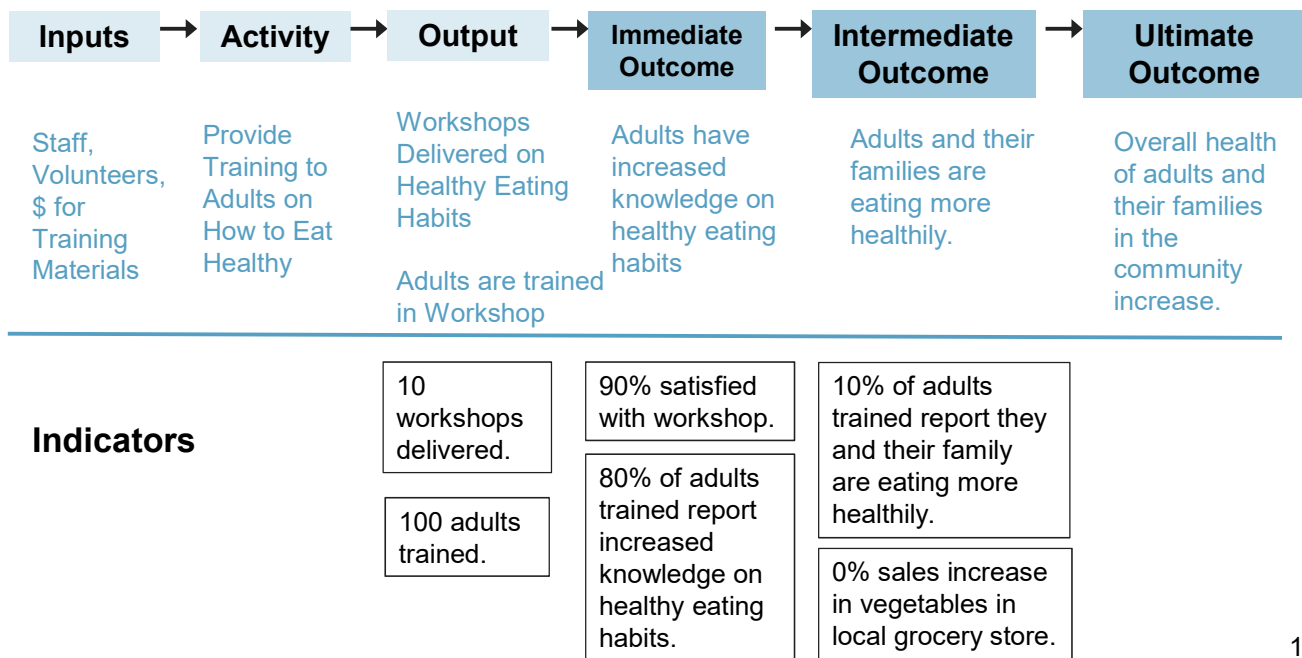 Inputs
Activity
Output
Immediate
Outcome
Intermediate
Outcome
Ultimate
Outcome
Staff,
Volunteers,
$ for
Training
Materials
Provide
Training to
Adults on
How to Eat
Healthy
Workshops
Delivered on
Healthy Eating
Habits
Adults are trained
in Workshop
Adults have
increased
knowledge on
healthy eating
habits
Adults and their
families are
eating more
healthily.
Overall health
of adults and
their families
in the
community
increase.
Indicators
10
workshops
delivered.
100 adults
trained.
90% satisfied
with workshop.
80% of adults
trained report
increased
knowledge on
healthy eating
habits.
10% of adults
trained report they
and their family
are eating more
healthily.
0% sales increase
in vegetables in
local grocery store.
1